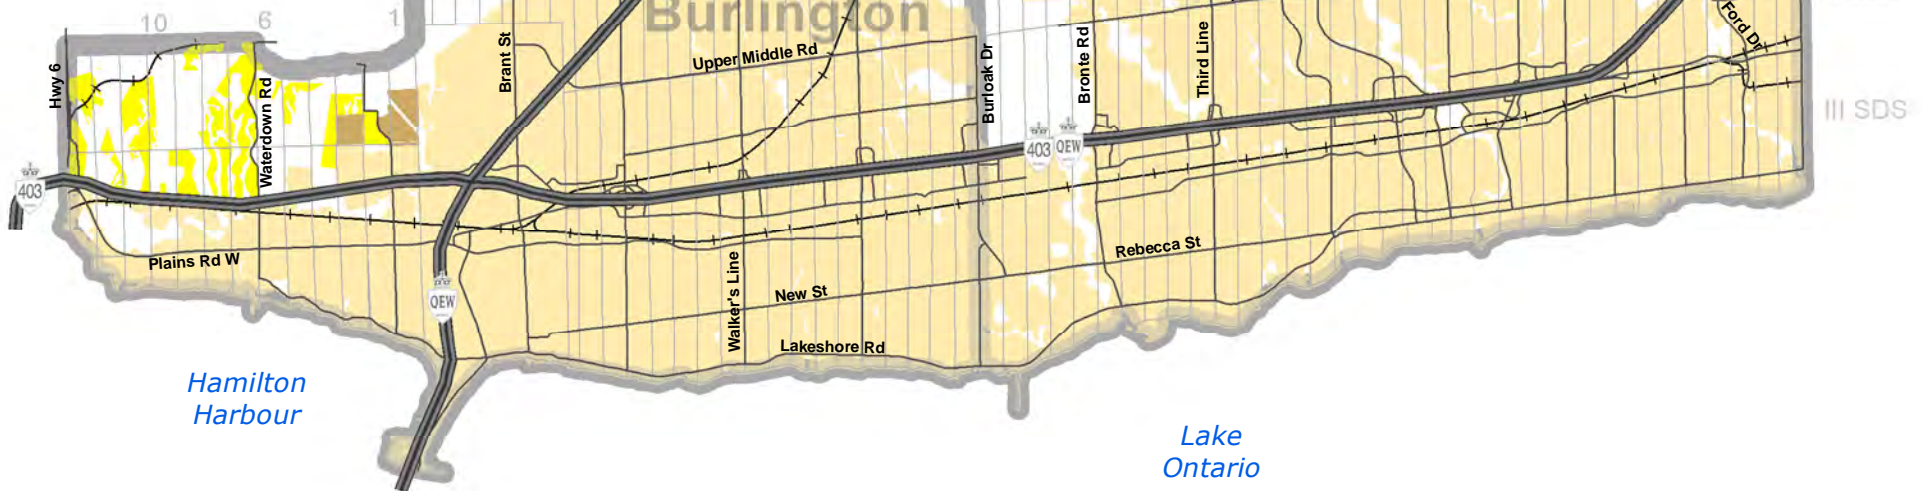 Burlington
10
6
1
Ford Dr
Hwy 6
Waterdown Rd
Brant St
Upper Middle Rd
Burloak Dr
Bronte Rd
Third Line
III SDS
403
403
QEW
Plains Rd W
QEW
Walker's Line
New St
Rebecca St
Lakeshore Rd
Hamilton
Harbour
Lake
Ontario